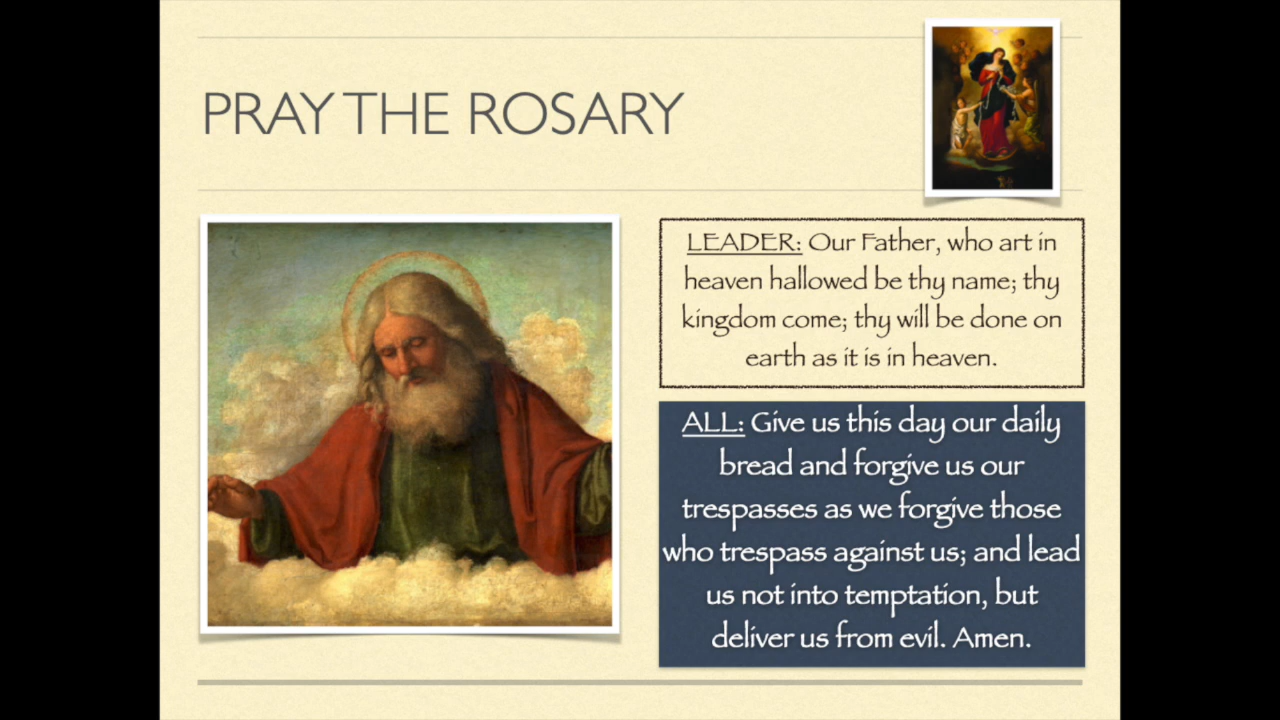 PRAY THE ROSARY
LEADER: Our Father, who art in
heaven hallowed be thy name; thy
kingdom come; thy will be done on
earth as it is in heaven.
ALL: Give us this day our daily
bread and forgive us our
trespasses as we forgive those
who trespass against us; and lead
us not into temptation, but
deliver us from evil. Amen.